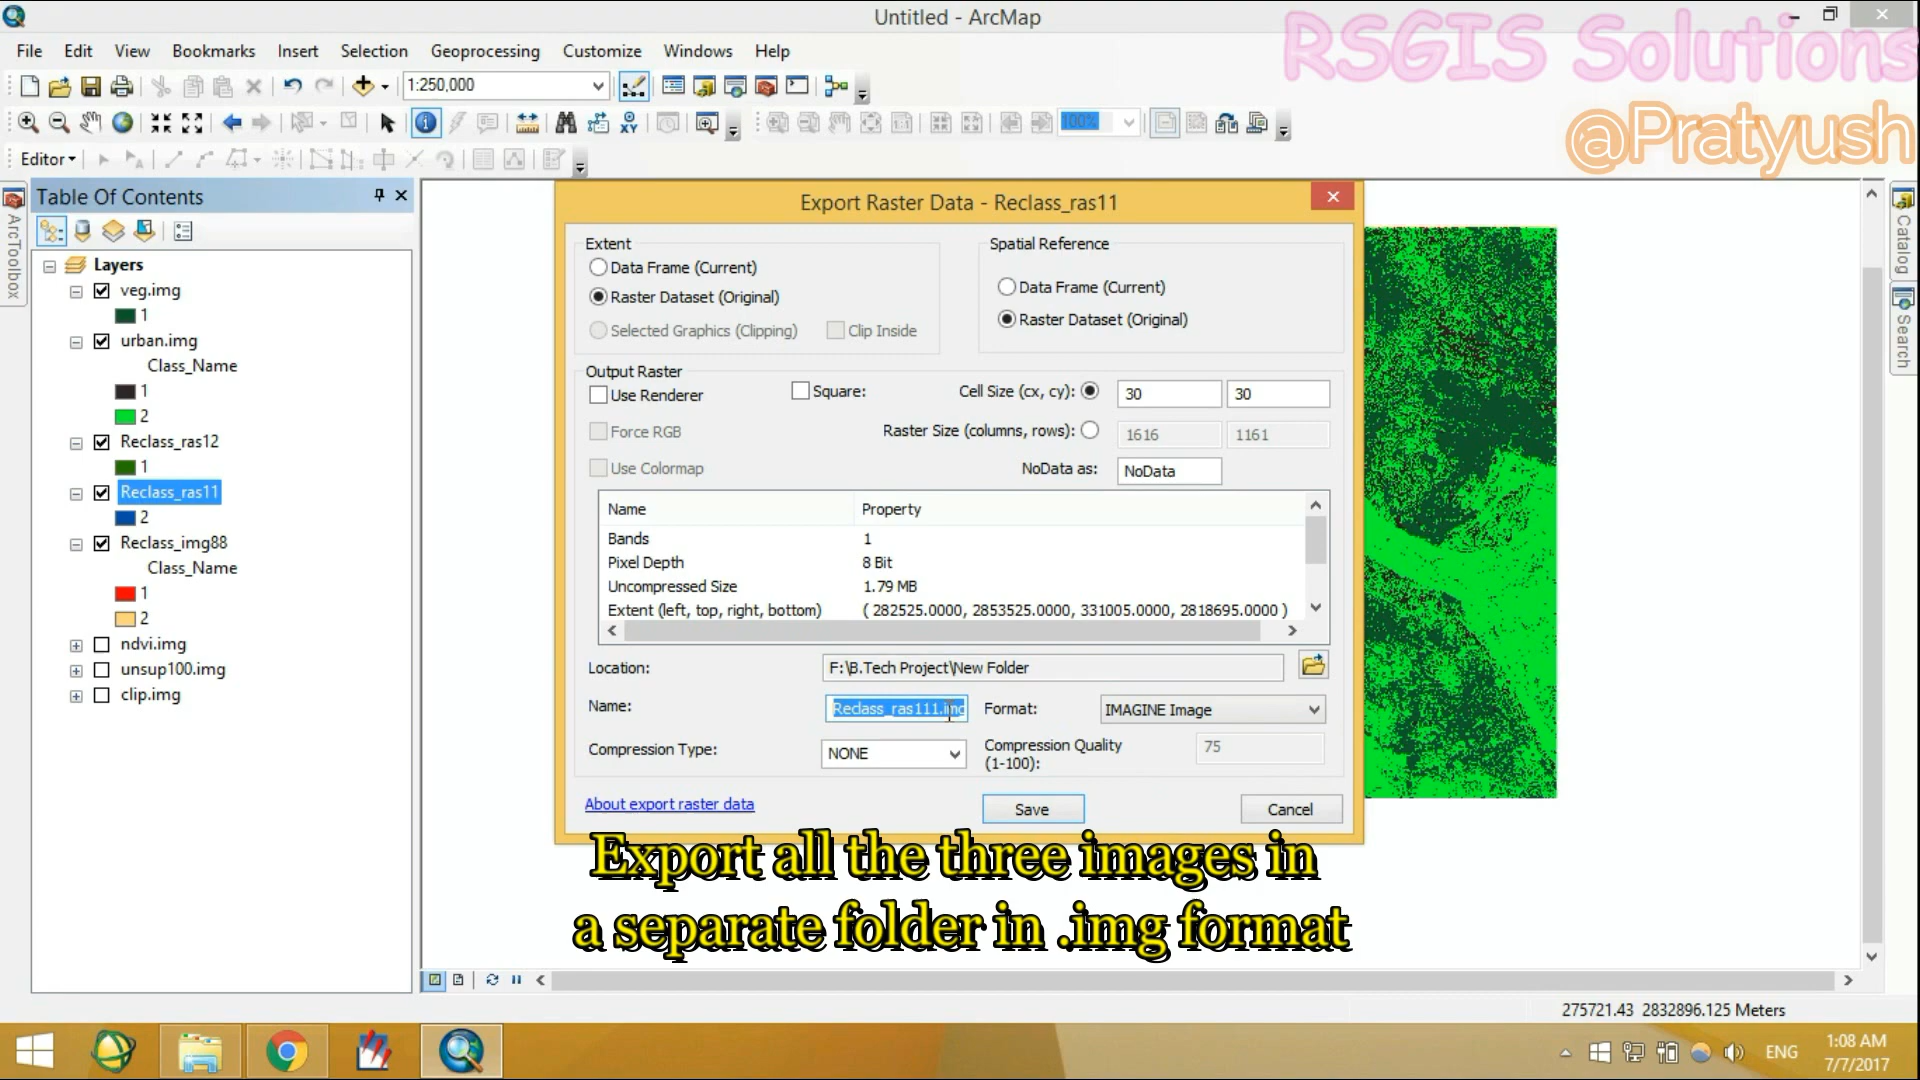 Untitled - ArcMap
RSGIS Solutions
@Pratyush
File Edit View Bookmarks Insert Selection Geoprocessing Customize Windows Help
1:250,000
XY
100%
Editor
Table Of Contents
ArcToolbox
Layers
veg.img
1
urban.img
Class_Name
1
2
Reclass_ras12
1
Reclass_ras11
2
Reclass_img88
Class_Name
1
2
ndvi.img
unsup100.img
clip.img
Export Raster Data - Reclass_ras11
Extent
Data Frame (Current)
Raster Dataset (Original)
Selected Graphics (Clipping) Clip Inside
Spatial Reference
Data Frame (Current)
Raster Dataset (Original)
Output Raster
Use Renderer Square: Cell Size (cx, cy): 30 30
Force RGB Raster Size (columns, rows): 1616 1161
Use Colormap NoData as: NoData
Name Property
Bands 1
Pixel Depth 8 Bit
Uncompressed Size 1.79 MB
Extent (left, top, right, bottom) ( 282525.0000, 2853525.0000, 331005.0000, 2818695.0000 )
Location: F:\B.Tech Project\New Folder
Name: Reclass_ras111.img Format: IMAGINE Image
Compression Type: NONE Compression Quality (1-100): 75
About export raster data Save Cancel
Catalog
Search
Export all the three images in
a separate folder in .img format
275721.43 2832896.125 Meters
ENG
1:08 AM
7/7/2017